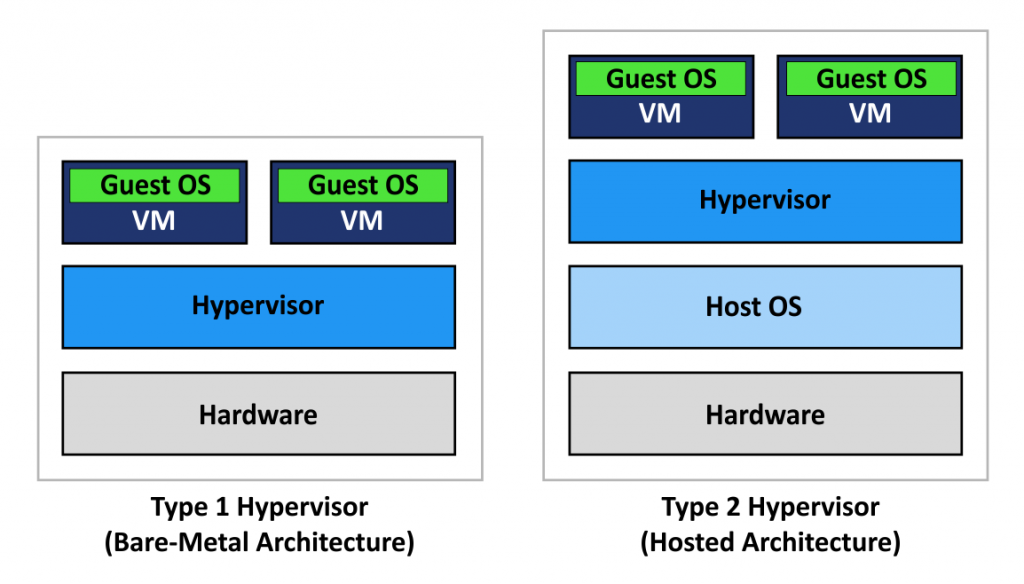 Guest OS
VM
Guest OS
VM
Hypervisor
Hardware
Type 1 Hypervisor
(Bare-Metal Architecture)
Guest OS
VM
Guest OS
VM
Hypervisor
Host OS
Hardware
Type 2 Hypervisor
(Hosted Architecture)